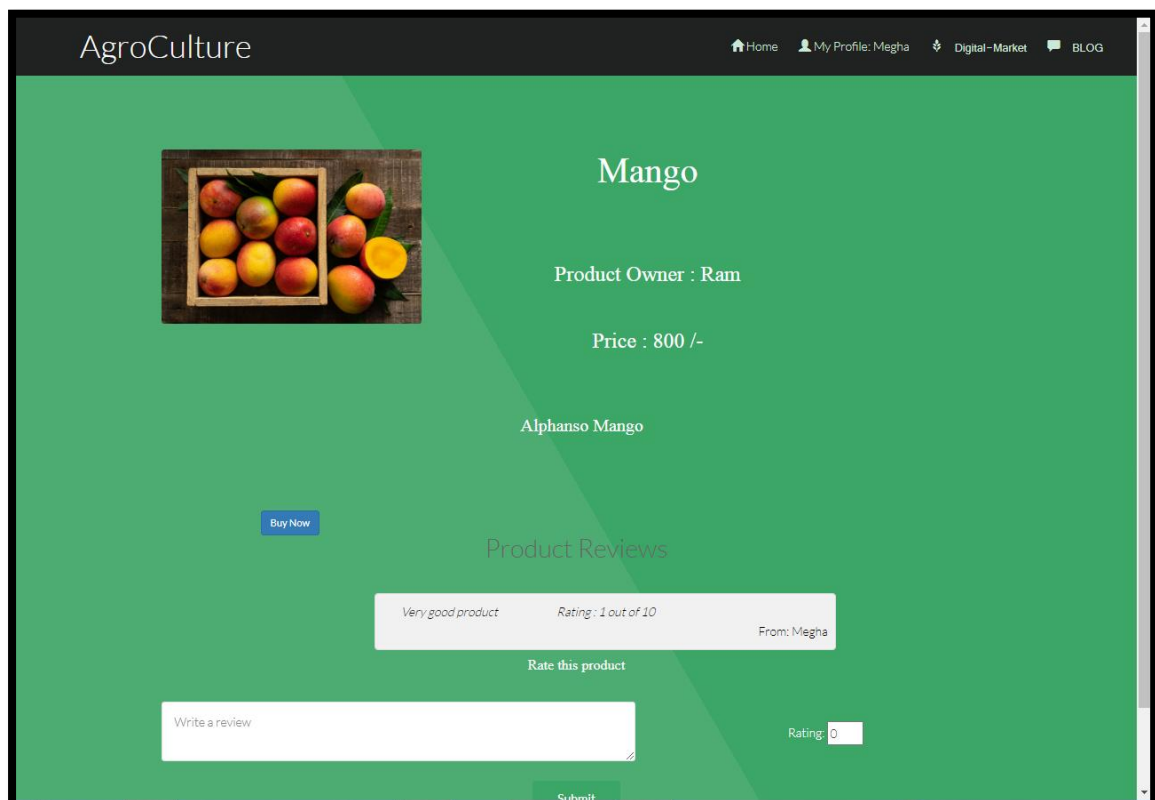 AgroCulture
Home My Profile: Megha Digital-Market BLOG
Mango
Product Owner : Ram
Price : 800 /-
Alphanso Mango
Buy Now
Product Reviews
Very good product Rating : 1 out of 10
From: Megha
Rate this product
Write a review
Rating: 0
Submit